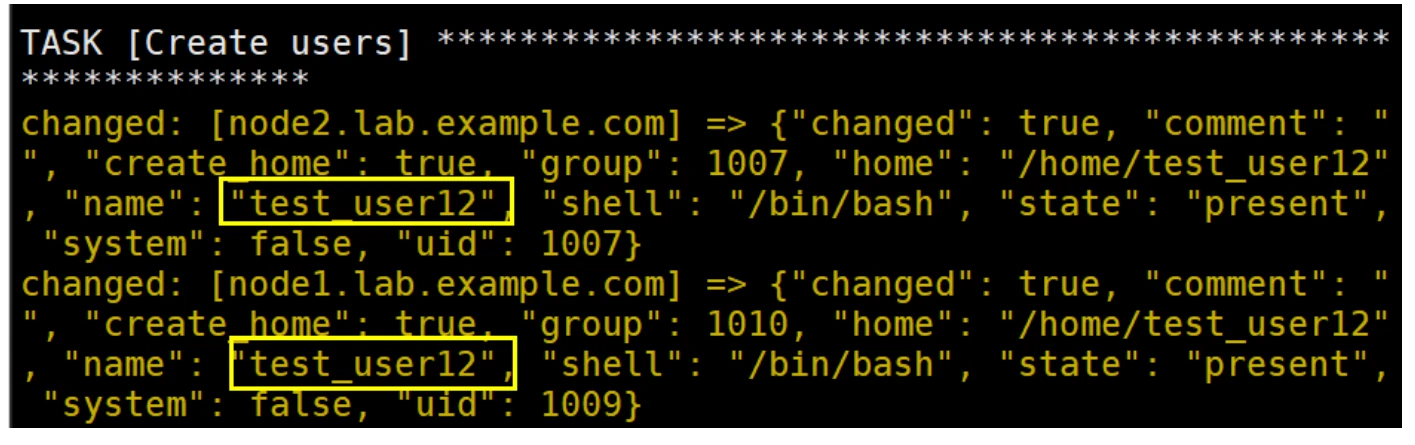 TASK [Create users] **********************************************
**************
changed: [node2.lab.example.com] => {"changed": true, "comment": "
", "create_home": true, "group": 1007, "home": "/home/test_user12"
, "name": "test_user12", "shell": "/bin/bash", "state": "present",
 "system": false, "uid": 1007}
changed: [node1.lab.example.com] => {"changed": true, "comment": "
", "create_home": true, "group": 1010, "home": "/home/test_user12"
, "name": "test_user12", "shell": "/bin/bash", "state": "present",
 "system": false, "uid": 1009}